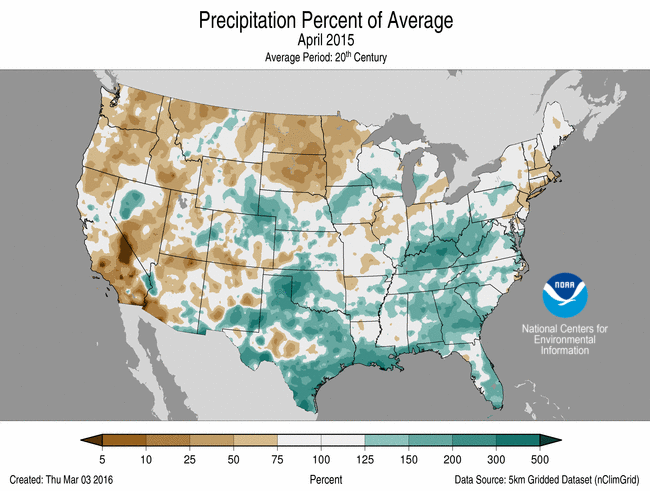 Precipitation Percent of Average
April 2015
Average Period: 20th Century
NOAA
National Centers for
Environmental
Information
5 10 25 50 75 100 125 150 200 300 500
Created: Thu Mar 03 2016 Percent Data Source: 5km Gridded Dataset (nClimGrid)